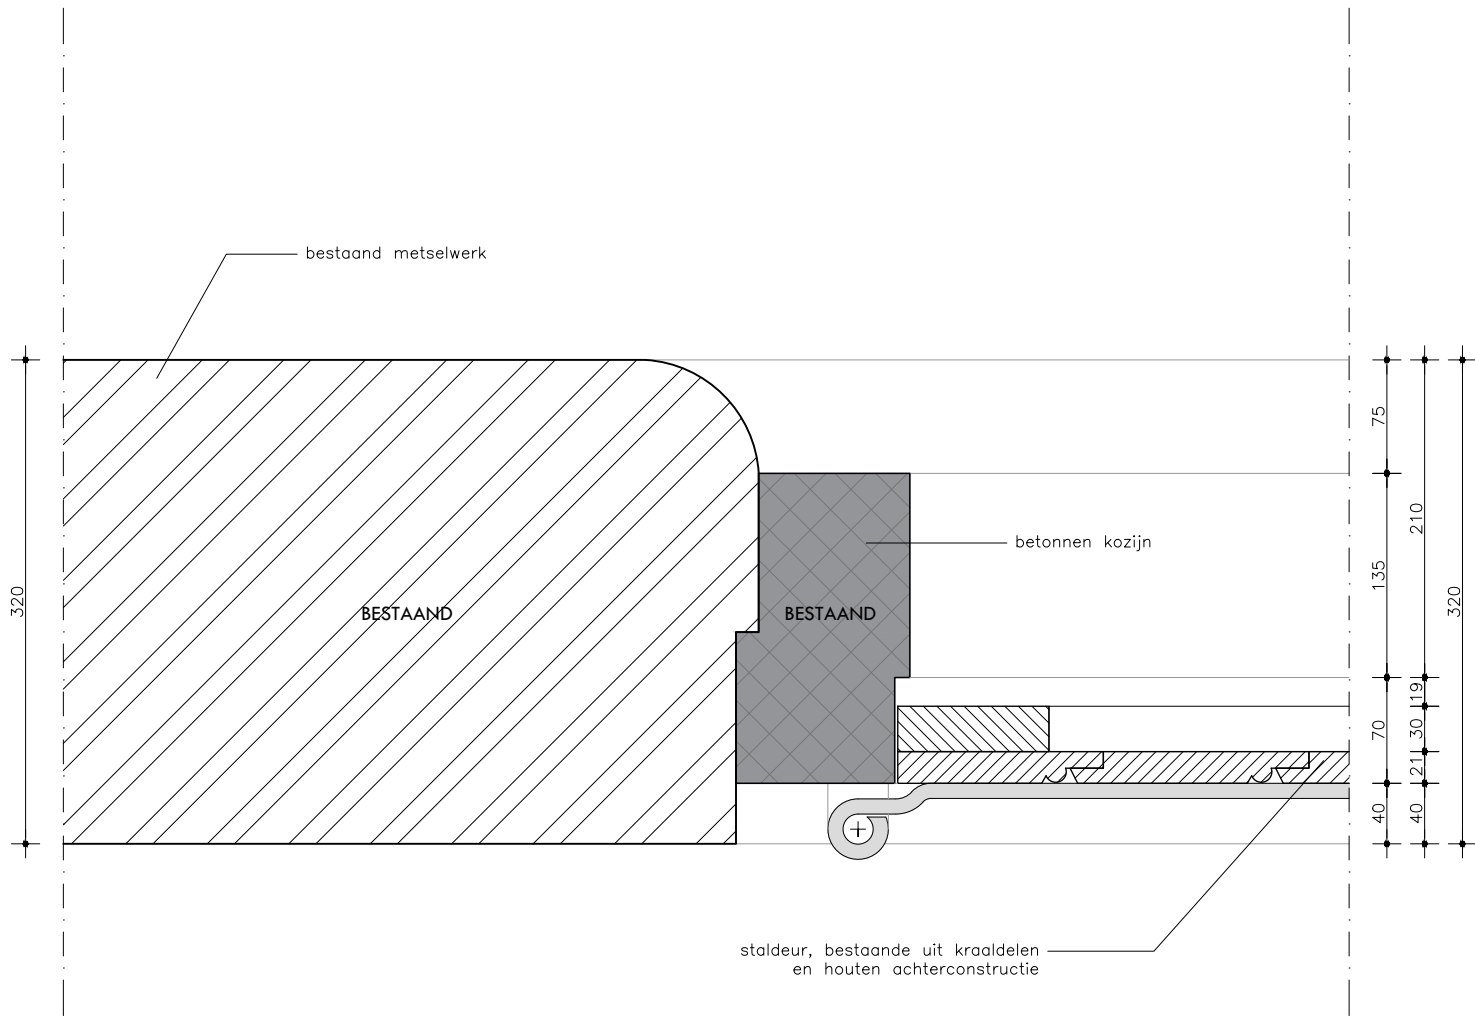 bestaand metselwerk
75
210
betonnen kozijn
135
320
BESTAAND
BESTAAND
320
19
70
30
21
40
40
staldeur, bestaande uit kraaldelen
en houten achterconstructie